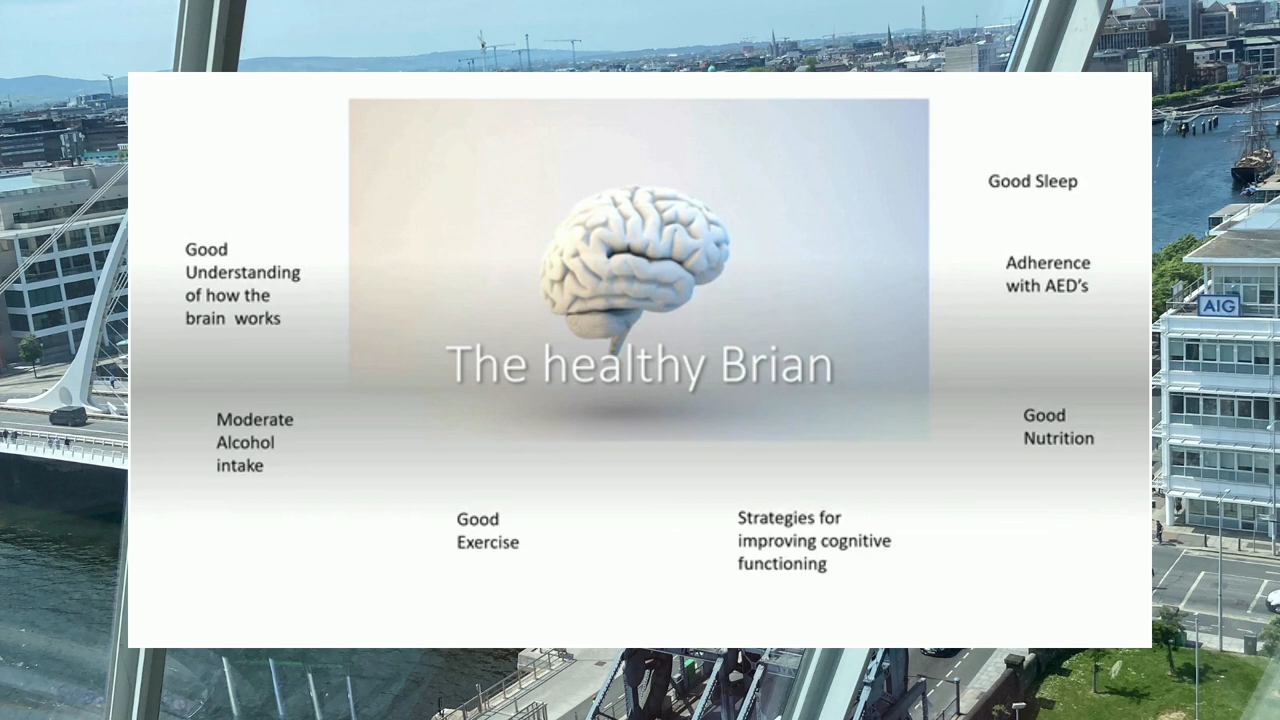 Good Sleep
Good
Understanding
of how the
brain  works
Adherence
with AED’s
AIG
The healthy Brian
Moderate
Alcohol
intake
Good
Nutrition
Good
Exercise
Strategies for
improving cognitive
functioning